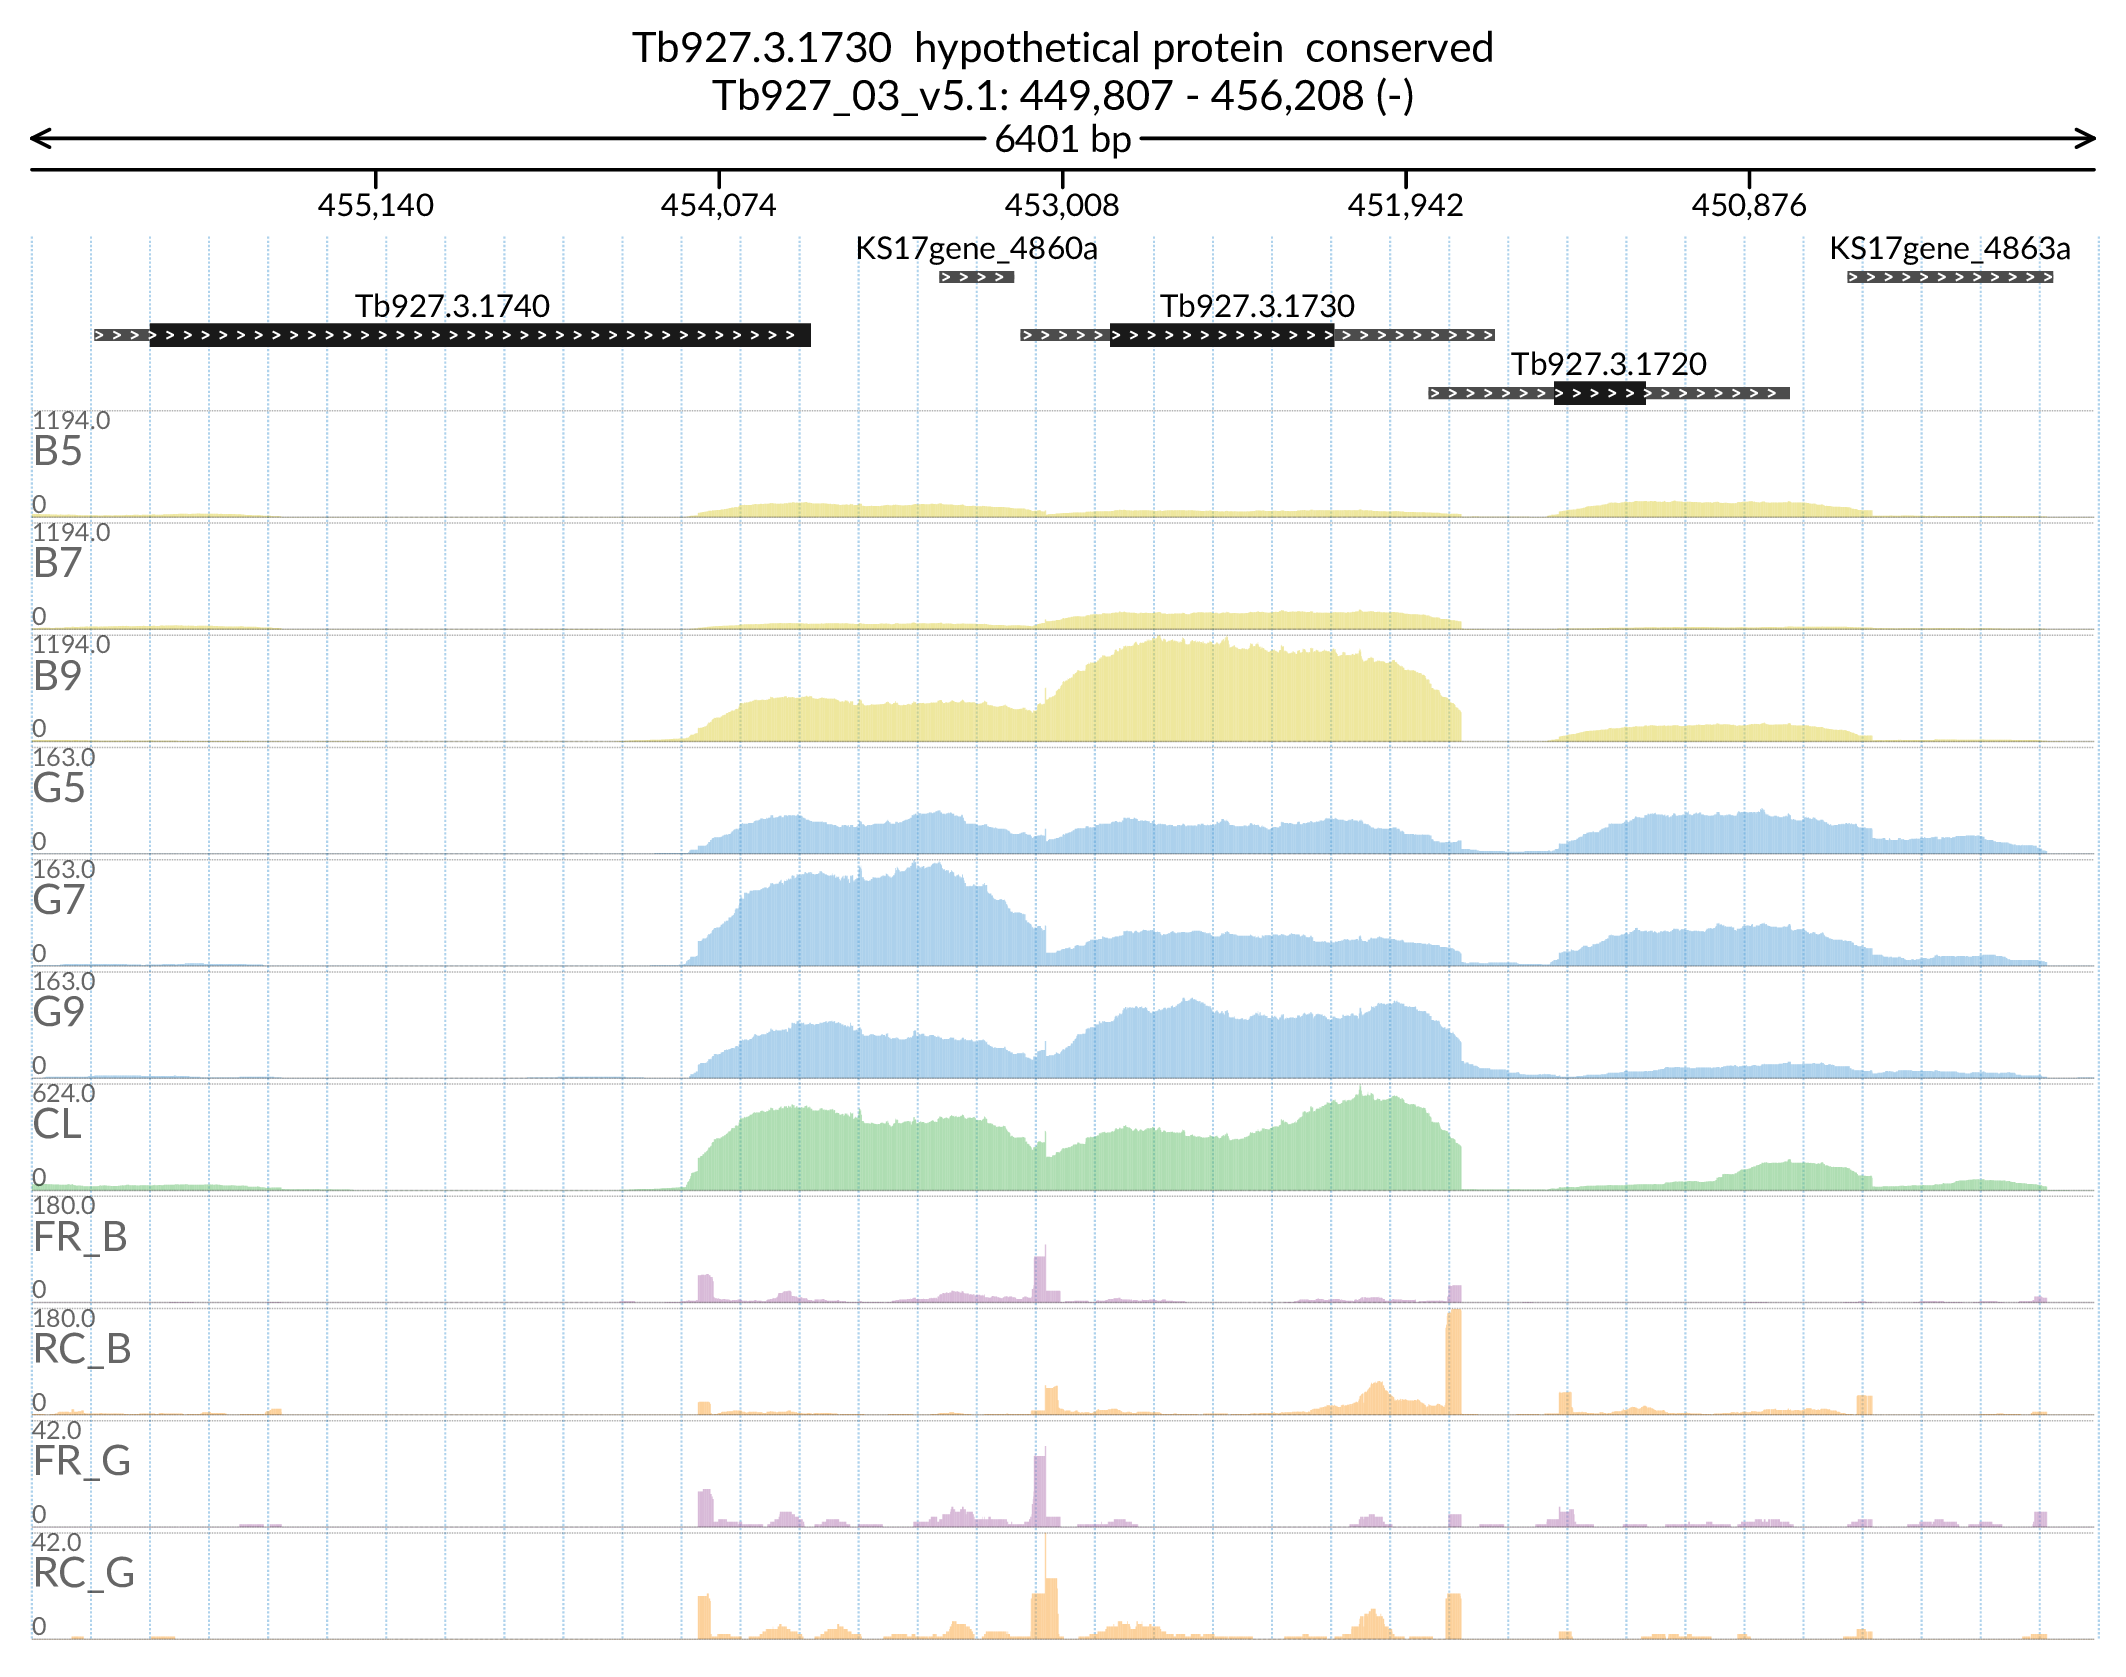 Tb927.3.1730  hypothetical protein  conserved
Tb927_03_v5.1: 449,807 - 456,208 (-)
6401 bp
455,140 454,074 453,008 451,942 450,876
KS17gene_4860a KS17gene_4863a
Tb927.3.1740 Tb927.3.1730
Tb927.3.1720
1194.0
B5
0
1194.0
B7
0
1194.0
B9
0
163.0
G5
0
163.0
G7
0
163.0
G9
0
624.0
CL
0
180.0
FR_B
0
180.0
RC_B
0
42.0
FR_G
0
42.0
RC_G
0